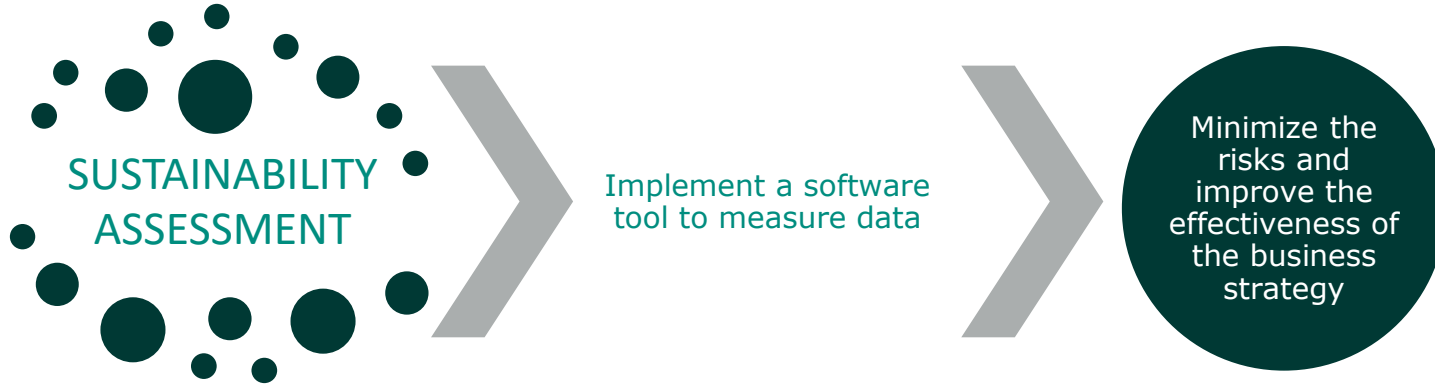 SUSTAINABILITY
ASSESSMENT
Implement a software
tool to measure data
Minimize the
risks and
improve the
effectiveness of
the business
strategy